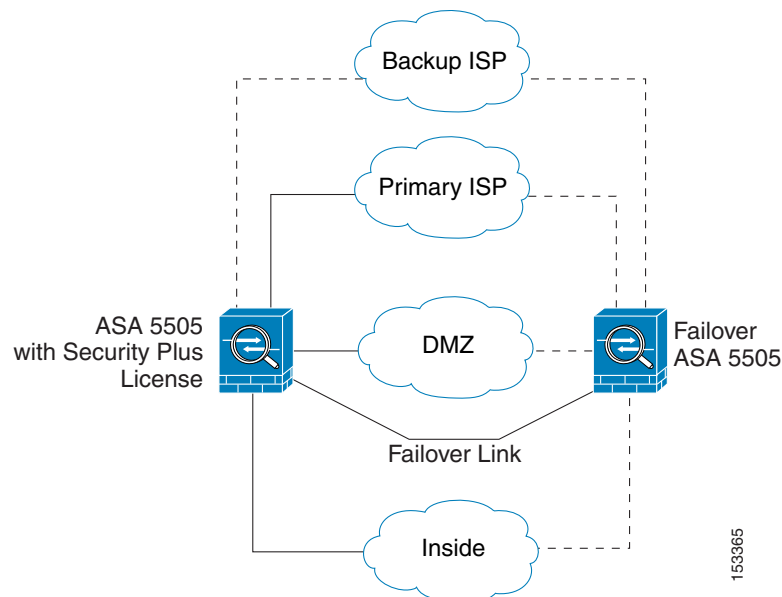 Backup ISP
Primary ISP
ASA 5505
with Security Plus
License
DMZ
Failover
ASA 5505
Failover Link
Inside
153365